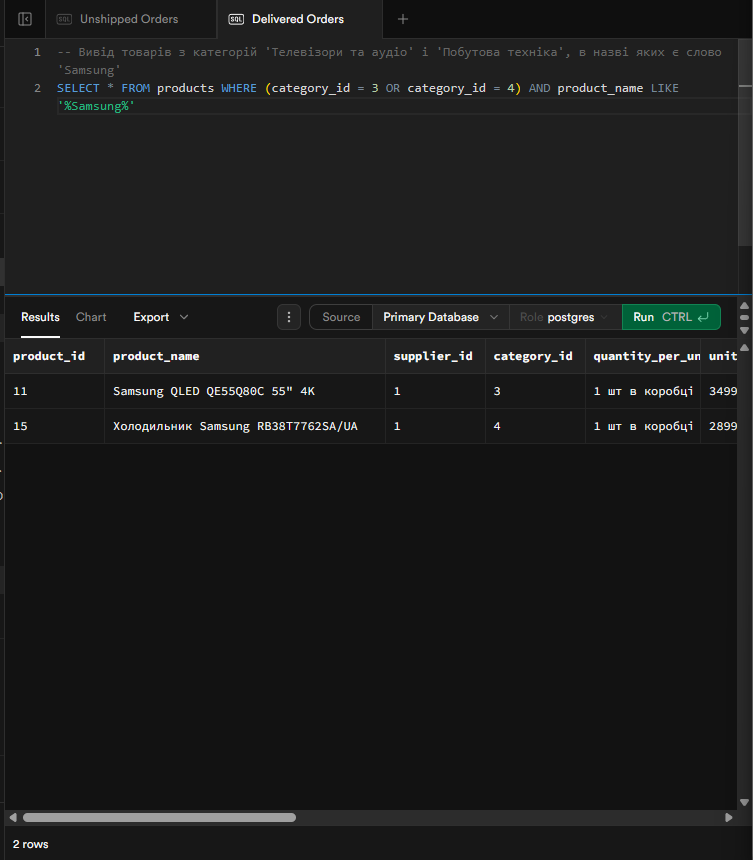 SQL Unshipped Orders SQL Delivered Orders +
1 -- Вивід товарів з категорій 'Телевізори та аудіо' і 'Побутова техніка', в назві яких є слово
'Samsung'
2 SELECT * FROM products WHERE (category_id = 3 OR category_id = 4) AND product_name LIKE
'%Samsung%'
Results Chart Export Source Primary Database Role postgres Run CTRL
product_id product_name supplier_id category_id quantity_per_un unit
11 Samsung QLED QE55Q80C 55" 4K 1 3 1 шт в коробці 3499
15 Холодильник Samsung RB38T7762SA/UA 1 4 1 шт в коробці 2899
2 rows